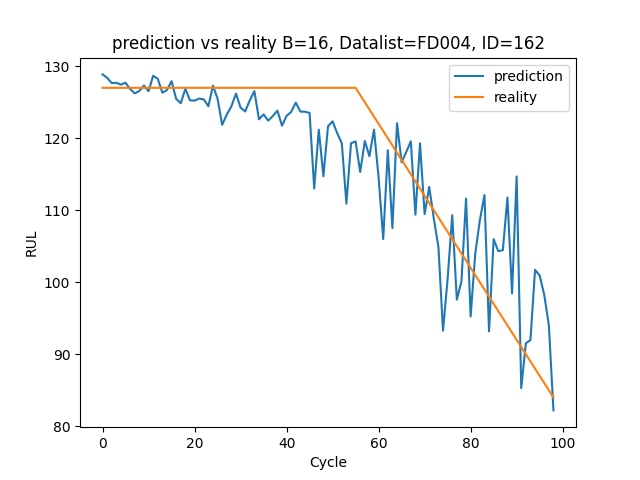 prediction vs reality B=16, Datalist=FD004, ID=162
prediction
reality
130
120
110
100
90
80
RUL
0 20 40 60 80 100
Cycle